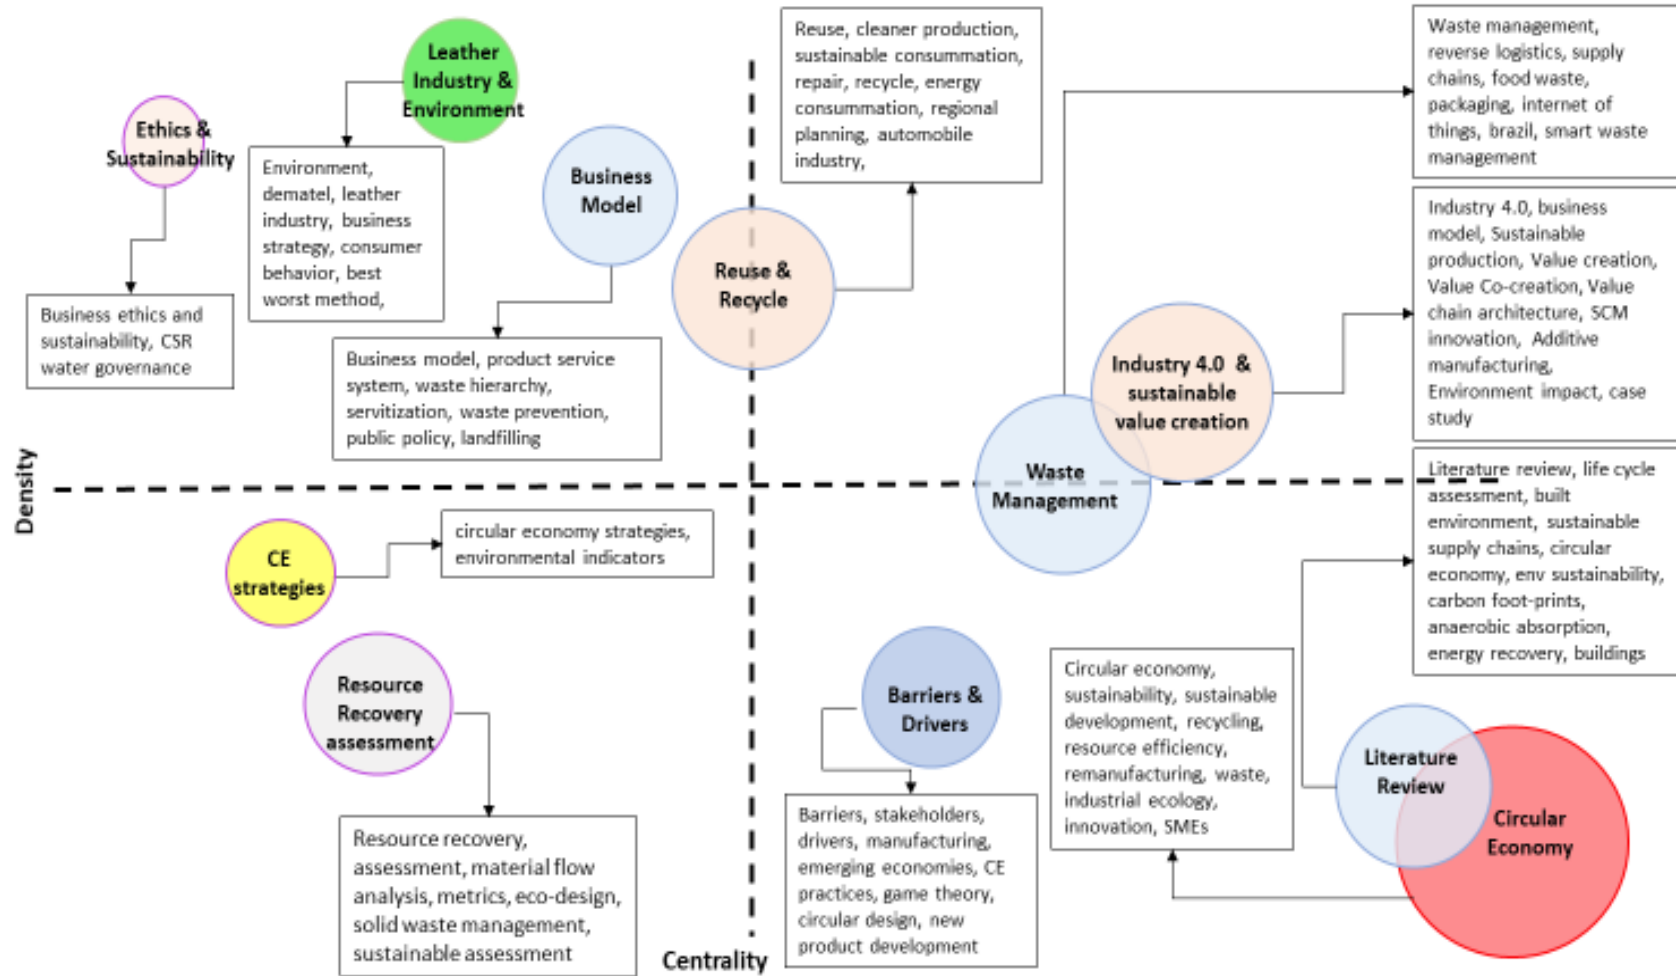 Leather
Industry &
Environment
Ethics &
Sustainability
Environment,
dematel, leather
industry, business
strategy, consumer
behavior, best
worst method,
Business
Model
Reuse, cleaner production,
sustainable consummation,
repair, recycle, energy
consummation, regional
planning, automobile
industry,
Waste management,
reverse logistics, supply
chains, food waste,
packaging, internet of
things, brazil, smart waste
management
Business ethics and
sustainability, CSR
water governance
Business model, product service
system, waste hierarchy,
servitization, waste prevention,
public policy, landfilling
Reuse &
Recycle
Industry 4.0 &
sustainable
value creation
Industry 4.0, business
model, Sustainable
production, Value creation,
Value Co-creation, Value
chain architecture, SCM
innovation, Additive
manufacturing,
Environment impact, case
study
Waste
Management
Density
CE
strategies
circular economy strategies,
environmental indicators
Literature review, life cycle
assessment, built
environment, sustainable
supply chains, circular
economy, env sustainability,
carbon foot-prints,
anaerobic absorption,
energy recovery, buildings
Resource
Recovery
assessment
Barriers &
Drivers
Circular economy,
sustainability, sustainable
development, recycling,
resource efficiency,
remanufacturing, waste,
industrial ecology,
innovation, SMEs
Literature
Review
Circular
Economy
Resource recovery,
assessment, material flow
analysis, metrics, eco-design,
solid waste management,
sustainable assessment
Barriers, stakeholders,
drivers, manufacturing,
emerging economies, CE
practices, game theory,
circular design, new
product development
Centrality